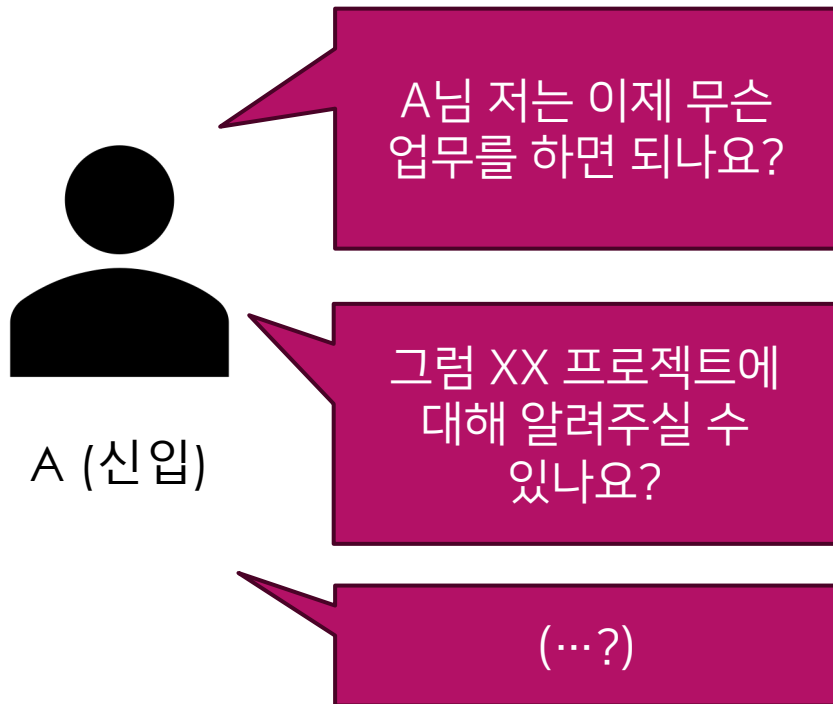 A님 저는 이제 무슨
업무를 하면 되나요?
그럼 XX 프로젝트에
대해 알려주실 수
있나요?
A (신입)
(…?)